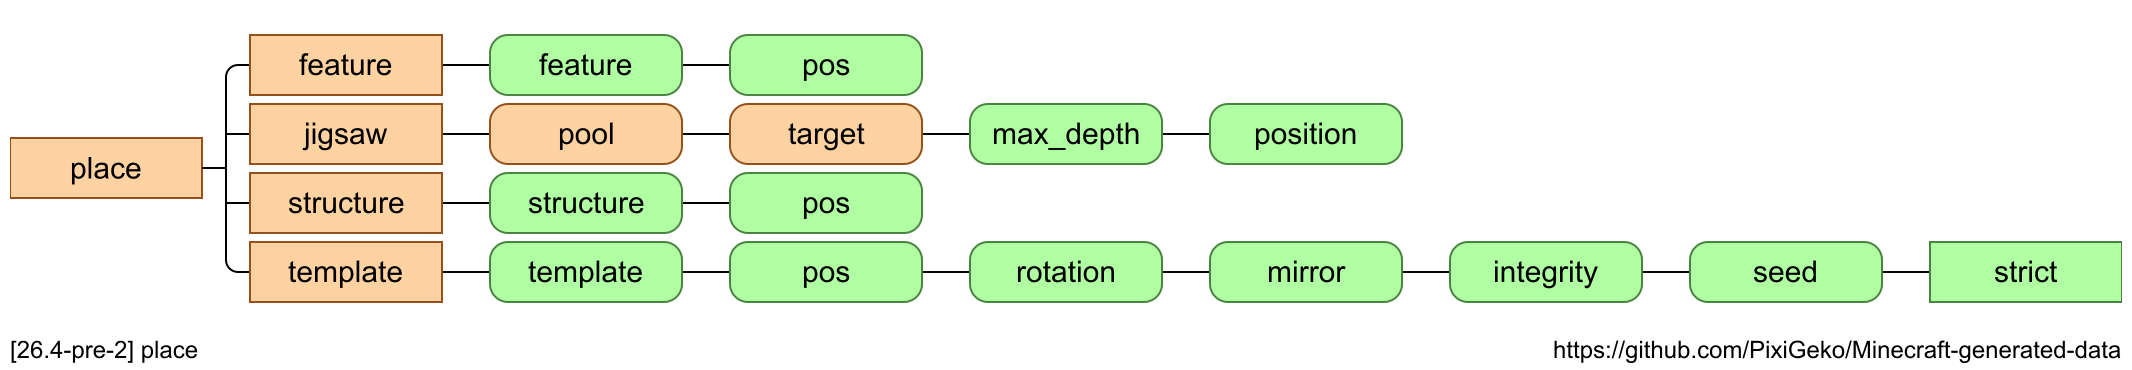 feature feature pos
jigsaw pool target max_depth position
place
structure structure pos
template template pos rotation mirror integrity seed strict
[26.4-pre-2] place
https://github.com/PixiGeko/Minecraft-generated-data